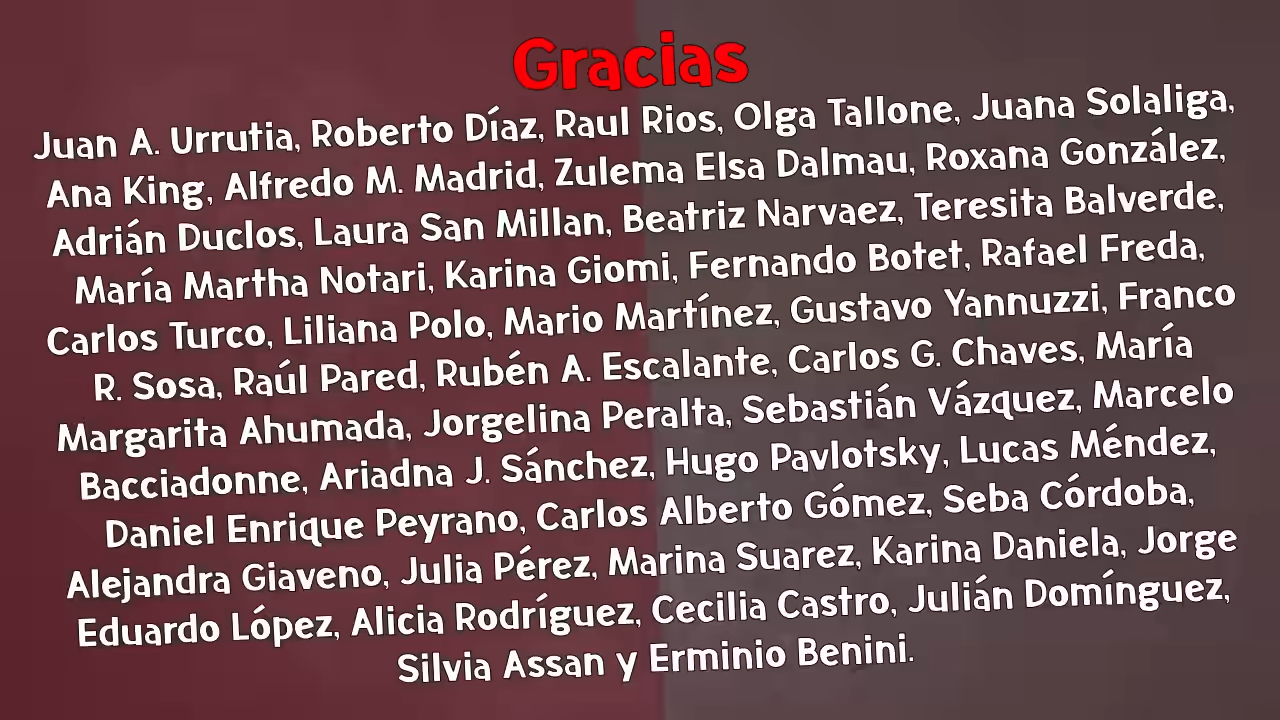 Gracias
Juan A. Urrutia, Roberto Díaz, Raul Rios, Olga Tallone, Juana Solaliga,
Ana King, Alfredo M. Madrid, Zulema Elsa Dalmau, Roxana González,
Adrián Duclos, Laura San Millan, Beatriz Narvaez, Teresita Balverde,
María Martha Notari, Karina Giomi, Fernando Botet, Rafael Freda,
Carlos Turco, Liliana Polo, Mario Martínez, Gustavo Yannuzzi, Franco
R. Sosa, Raúl Pared, Rubén A. Escalante, Carlos G. Chaves, María
Margarita Ahumada, Jorgelina Peralta, Sebastián Vázquez, Marcelo
Bacciadonne, Ariadna J. Sánchez, Hugo Pavlotsky, Lucas Méndez,
Daniel Enrique Peyrano, Carlos Alberto Gómez, Seba Córdoba,
Alejandra Giaveno, Julia Pérez, Marina Suarez, Karina Daniela, Jorge
Eduardo López, Alicia Rodríguez, Cecilia Castro, Julián Domínguez,
Silvia Assan y Erminio Benini.